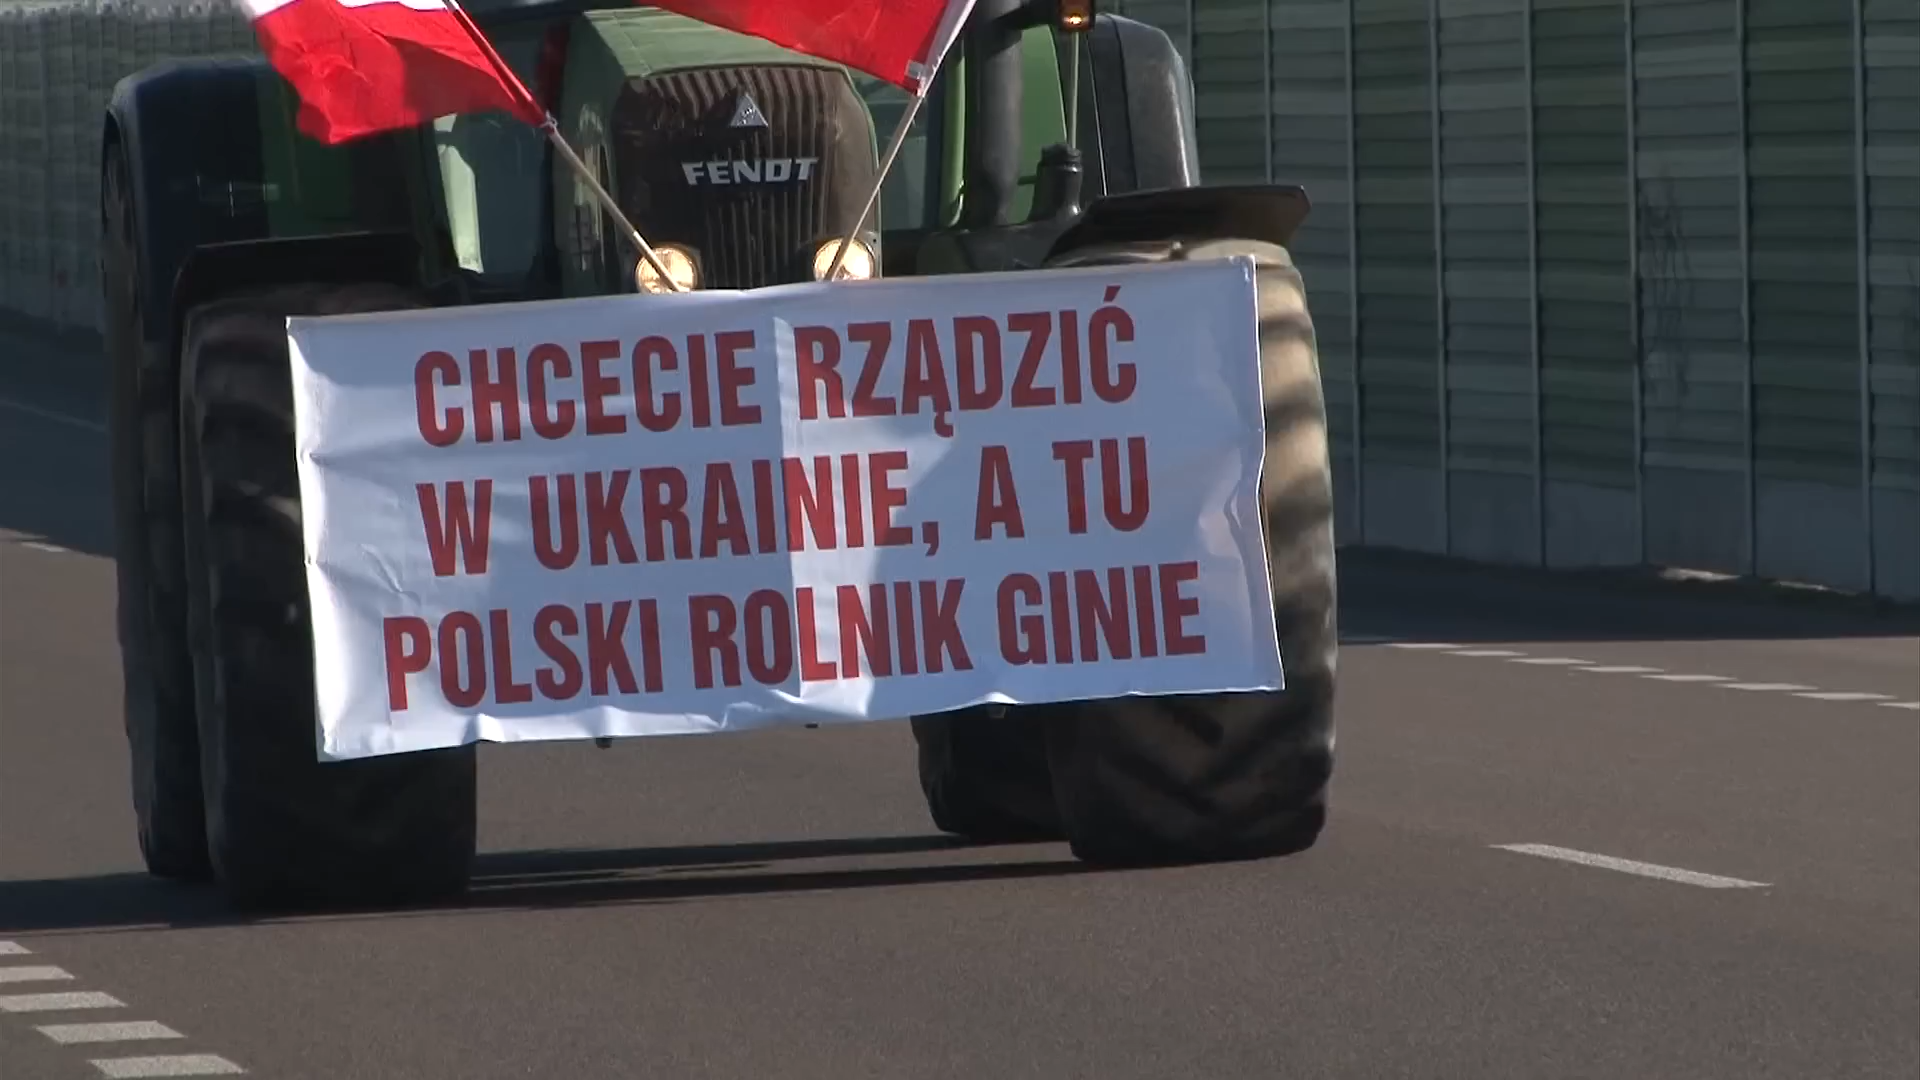 FENDT
CHCECIE RZĄDZIĆ
W UKRAINIE, A TU
POLSKI ROLNIK GINIE